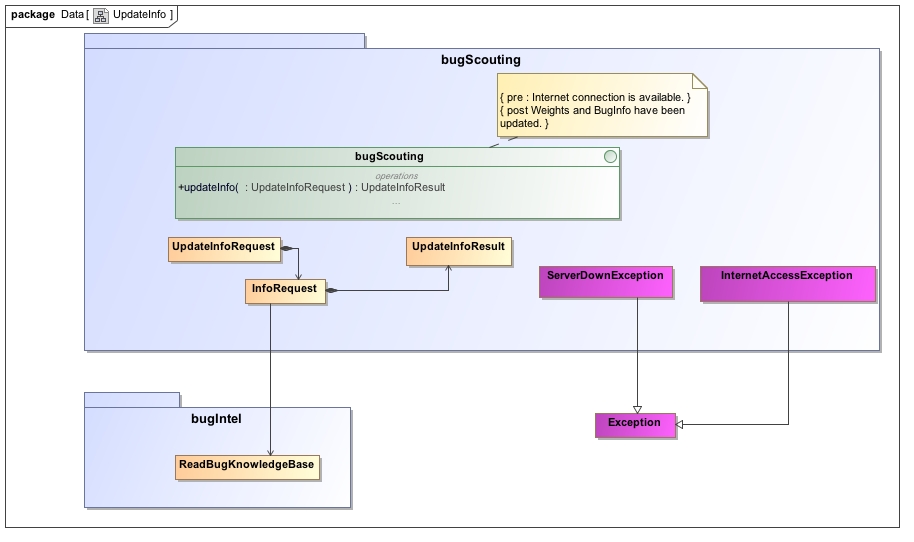 package Data[ UpdateInfo ]
bugScouting
{ pre : Internet connection is available. }
{ post Weights and BugInfo have been
updated. }
bugScouting
operations
+updateInfo(  : UpdateInfoRequest ) : UpdateInfoResult
...
UpdateInfoRequest
UpdateInfoResult
InfoRequest
ServerDownException
InternetAccessException
bugIntel
Exception
ReadBugKnowledgeBase